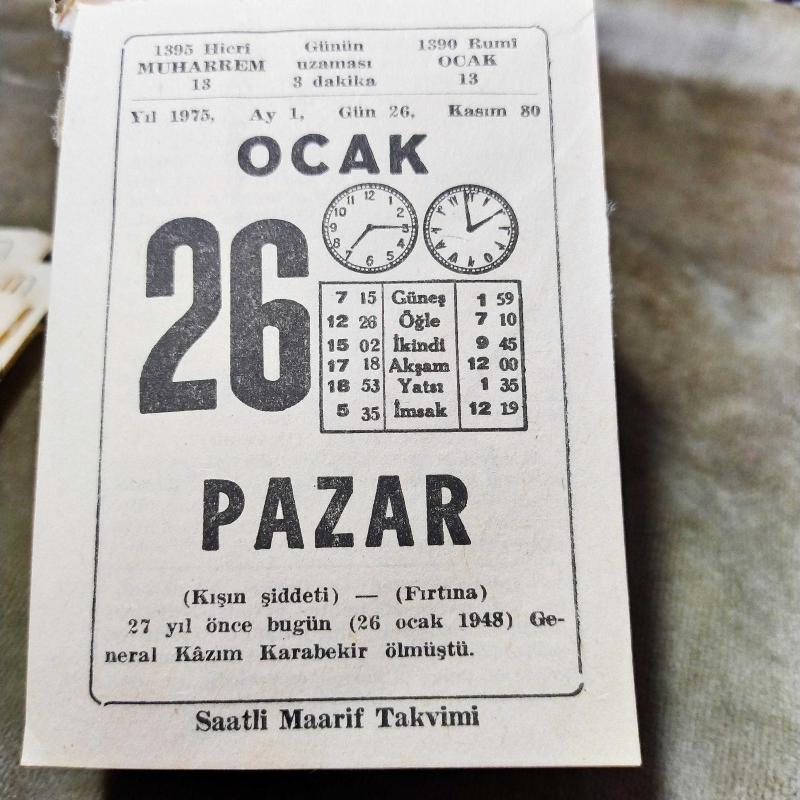 1395 Hicrî Günün 1390 Rumî
MUHARREM uzaması OCAK
13 3 dakika 13
Yıl 1975, Ay 1, Gün 26, Kasım 80
OCAK
26
7 15 Güneş 1 59
12 26 Öğle 7 10
15 02 İkindi 9 45
17 18 Akşam 12 00
18 53 Yatsı 1 35
5 35 İmsak 12 19
PAZAR
(Kışın şiddeti) — (Fırtına)
27 yıl önce bugün (26 ocak 1948) Ge-
neral Kâzım Karabekir ölmüştü.
Saatli Maarif Takvimi